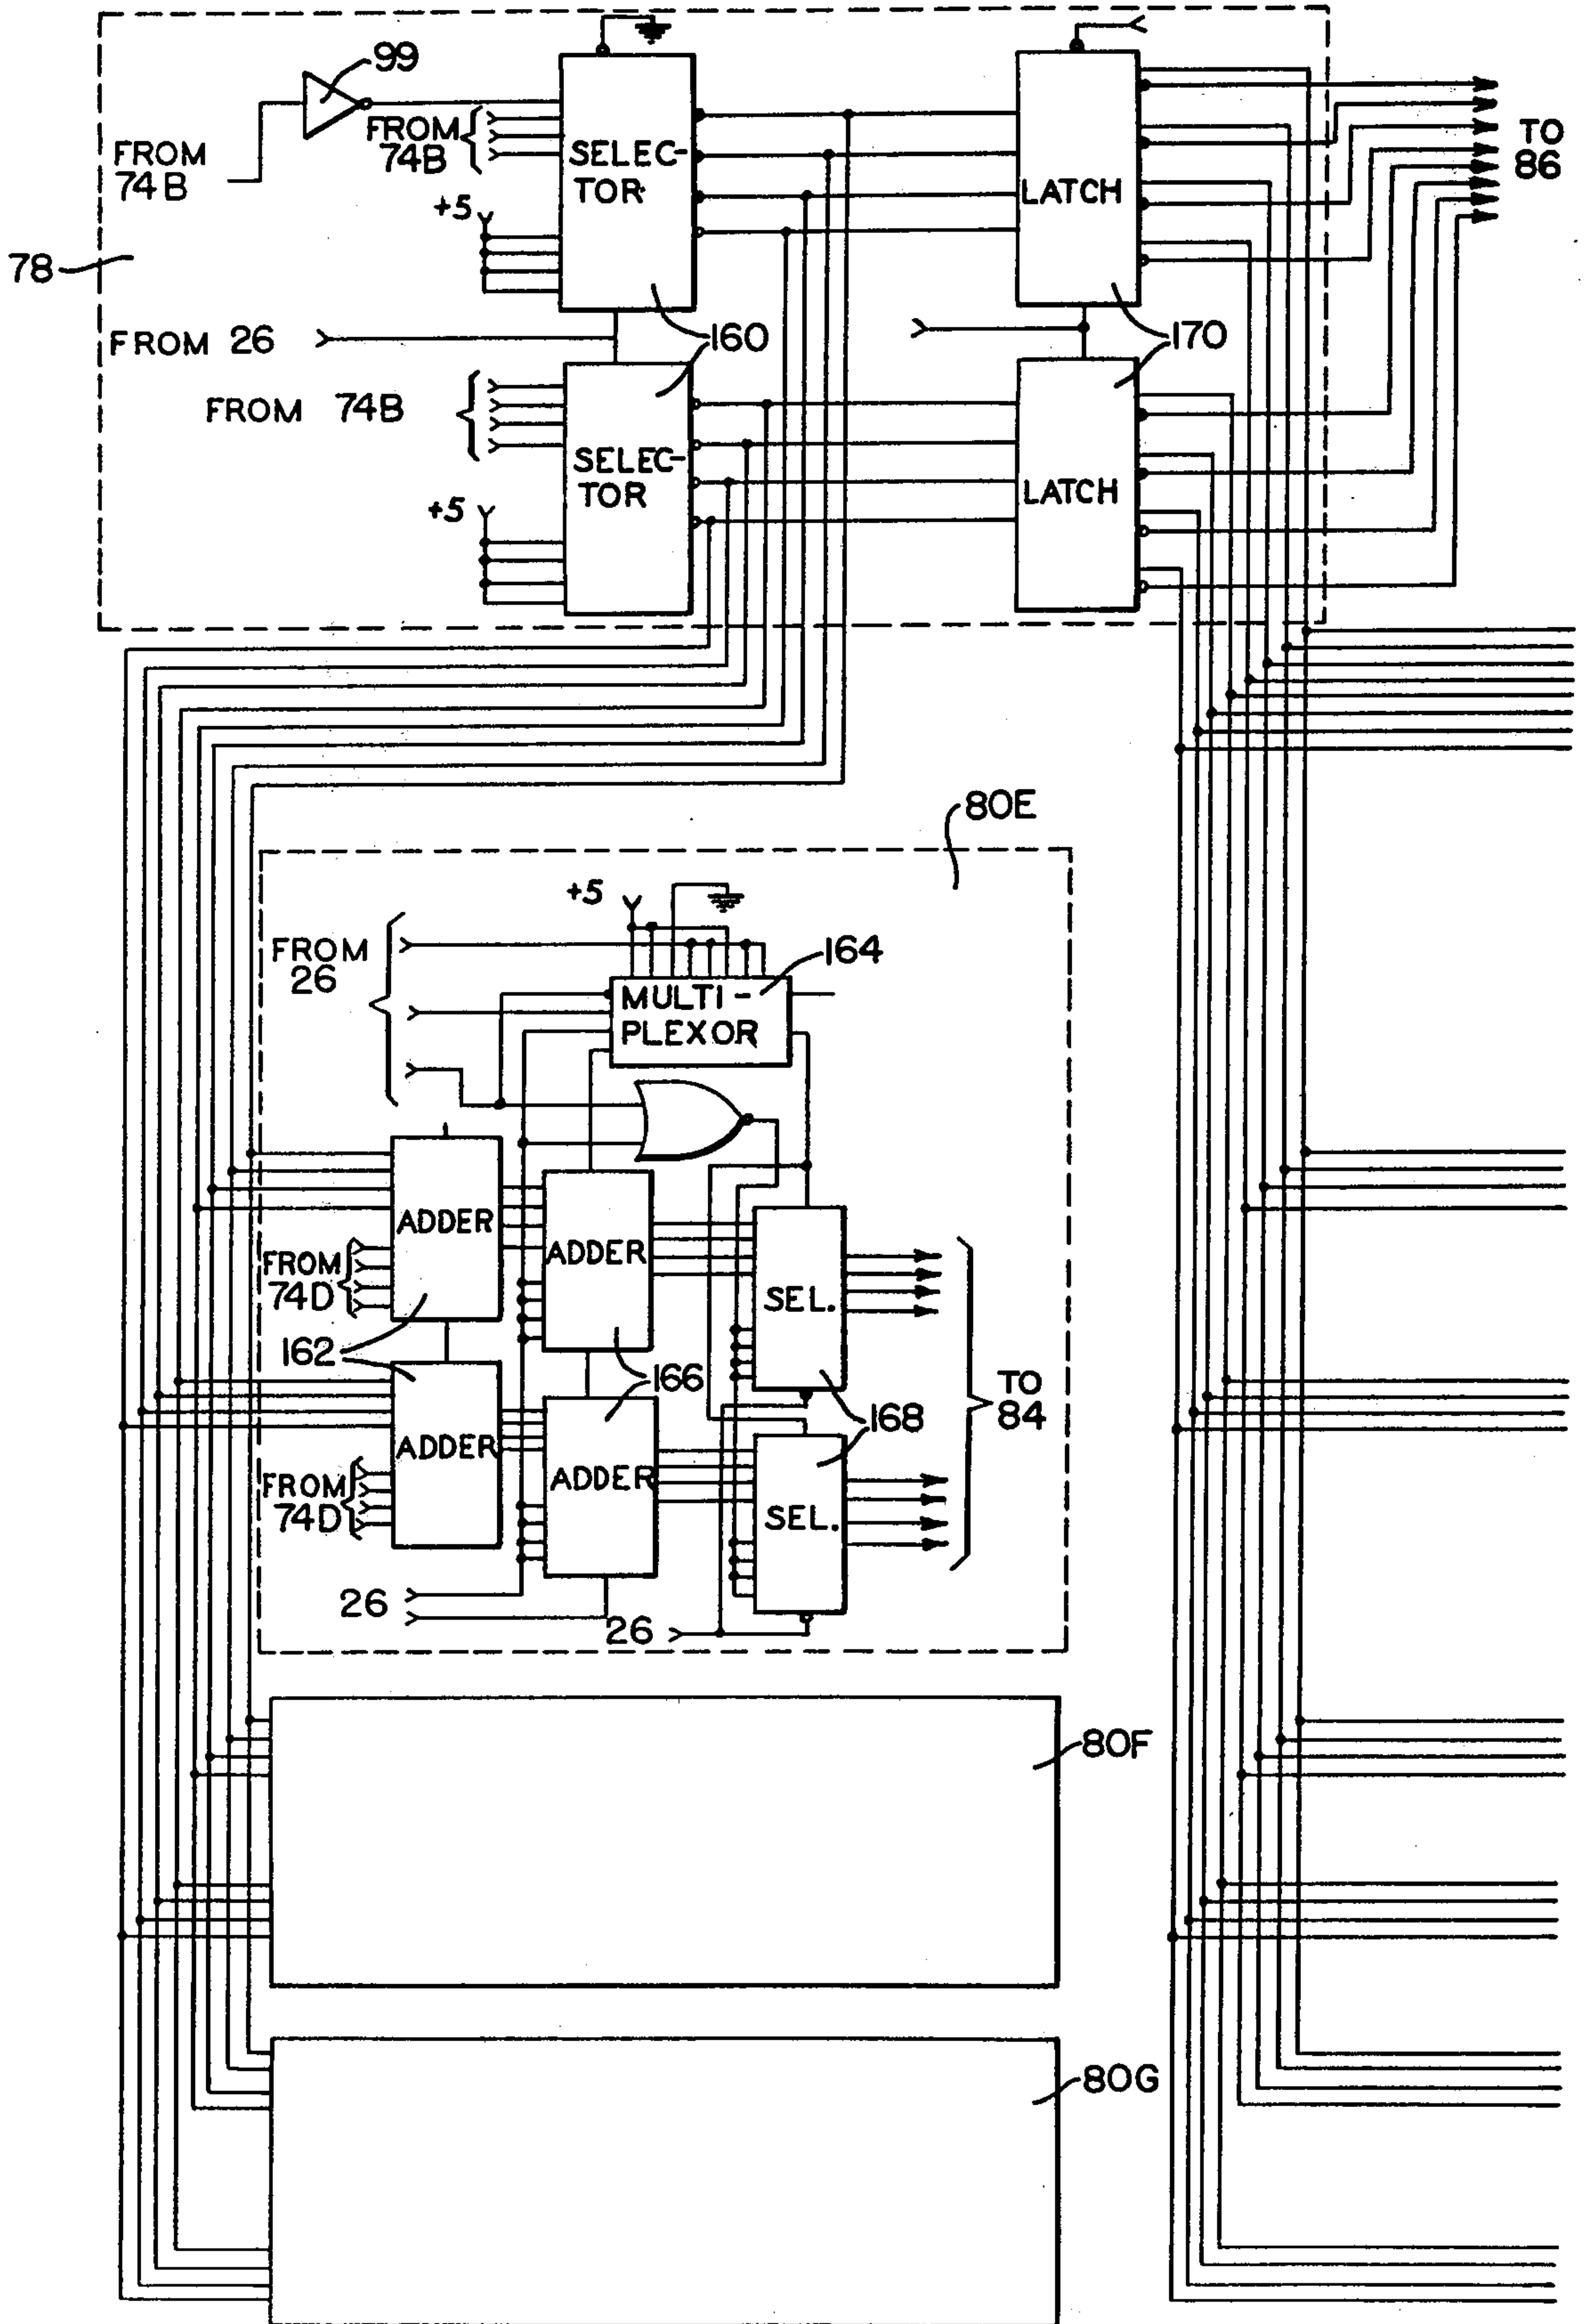 99
FROM
74B
FROM
74B
SELEC-
TOR
LATCH
TO
86
+5
78
FROM 26
160
170
FROM 74B
SELEC-
TOR
LATCH
+5
80E
+5
FROM
26
164
MULTI-
PLEXOR
ADDER
ADDER
FROM
74D
SEL.
162
166
TO
84
168
ADDER
ADDER
FROM
74D
SEL.
26
26
80F
80G